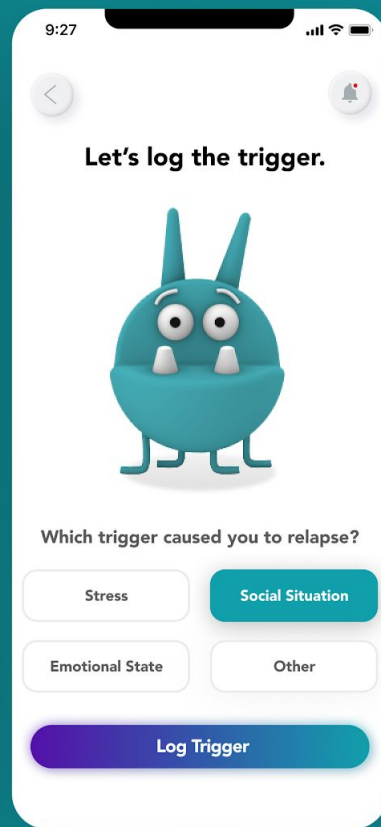 9:27
Let’s log the trigger.
Which trigger caused you to relapse?
Stress
Social Situation
Emotional State
Other
Log Trigger